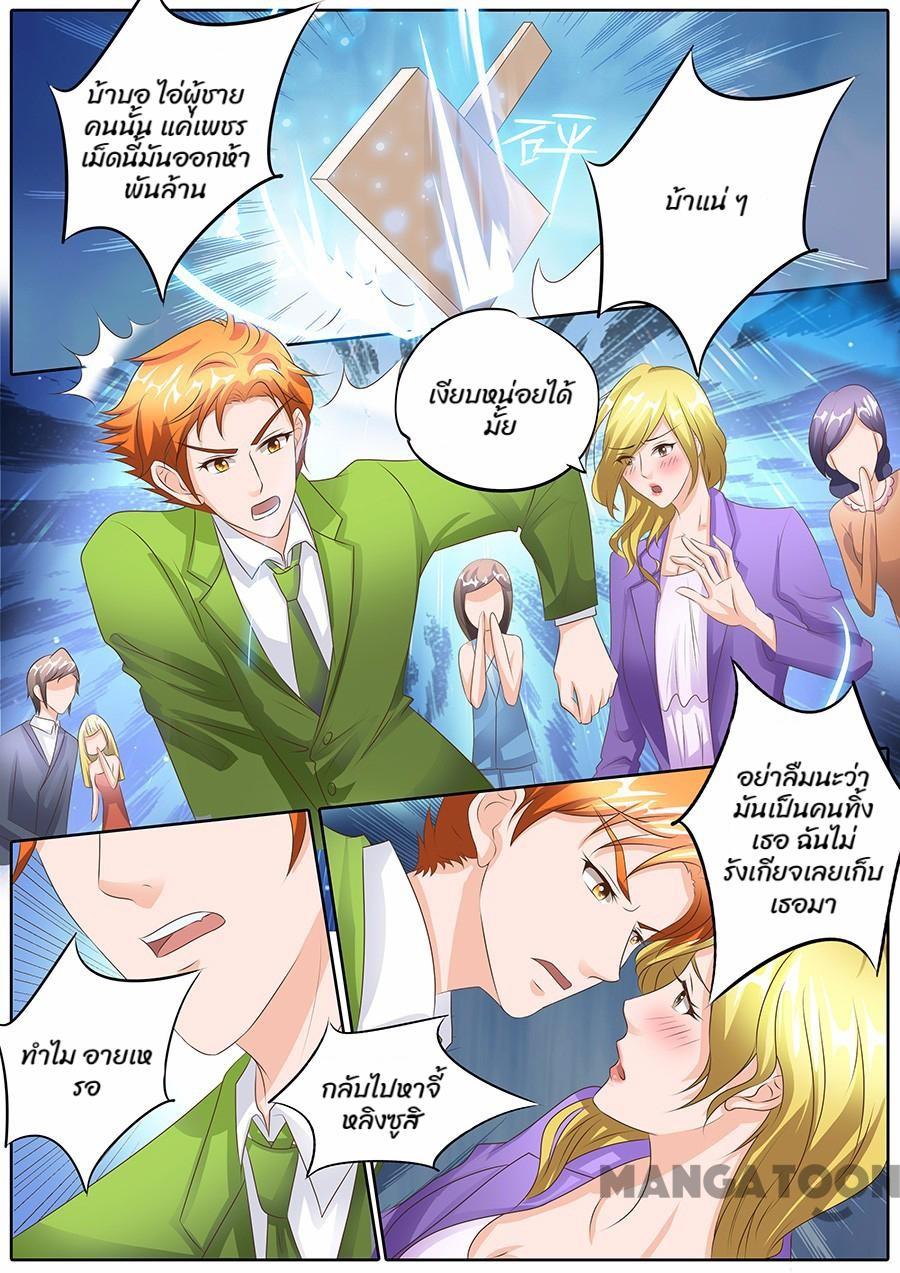 บ้าบอ ไอ่ผู้ชาย
คนนั้น แค่เพชร
เม็ดนี้มันออกห้า
พันล้าน
砰
บ้าแน่ ๆ
เงียบหน่อยได้
มั้ย
อย่าลืมนะว่า
มันเป็นคนทิ้ง
เธอ ฉันไม่
รังเกียจเลยเก็บ
เธอมา
ทำไม อายเห
รอ
กลับไปหาจี้
หลิงซูสิ
MANGATOON